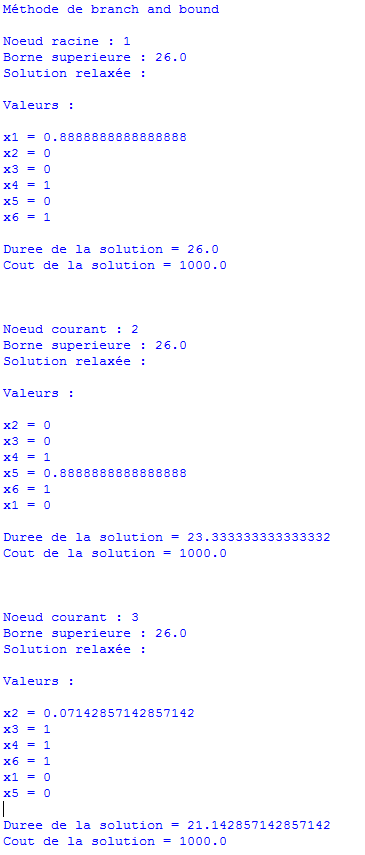 Méthode de branch and bound
Noeud racine : 1
Borne superieure : 26.0
Solution relaxée :
Valeurs :
x1 = 0.8888888888888888
x2 = 0
x3 = 0
x4 = 1
x5 = 0
x6 = 1
Duree de la solution = 26.0
Cout de la solution = 1000.0
Noeud courant : 2
Borne superieure : 26.0
Solution relaxée :
Valeurs :
x2 = 0
x3 = 0
x4 = 1
x5 = 0.8888888888888888
x6 = 1
x1 = 0
Duree de la solution = 23.333333333333332
Cout de la solution = 1000.0
Noeud courant : 3
Borne superieure : 26.0
Solution relaxée :
Valeurs :
x2 = 0.07142857142857142
x3 = 1
x4 = 1
x6 = 1
x1 = 0
x5 = 0
Duree de la solution = 21.142857142857142
Cout de la solution = 1000.0